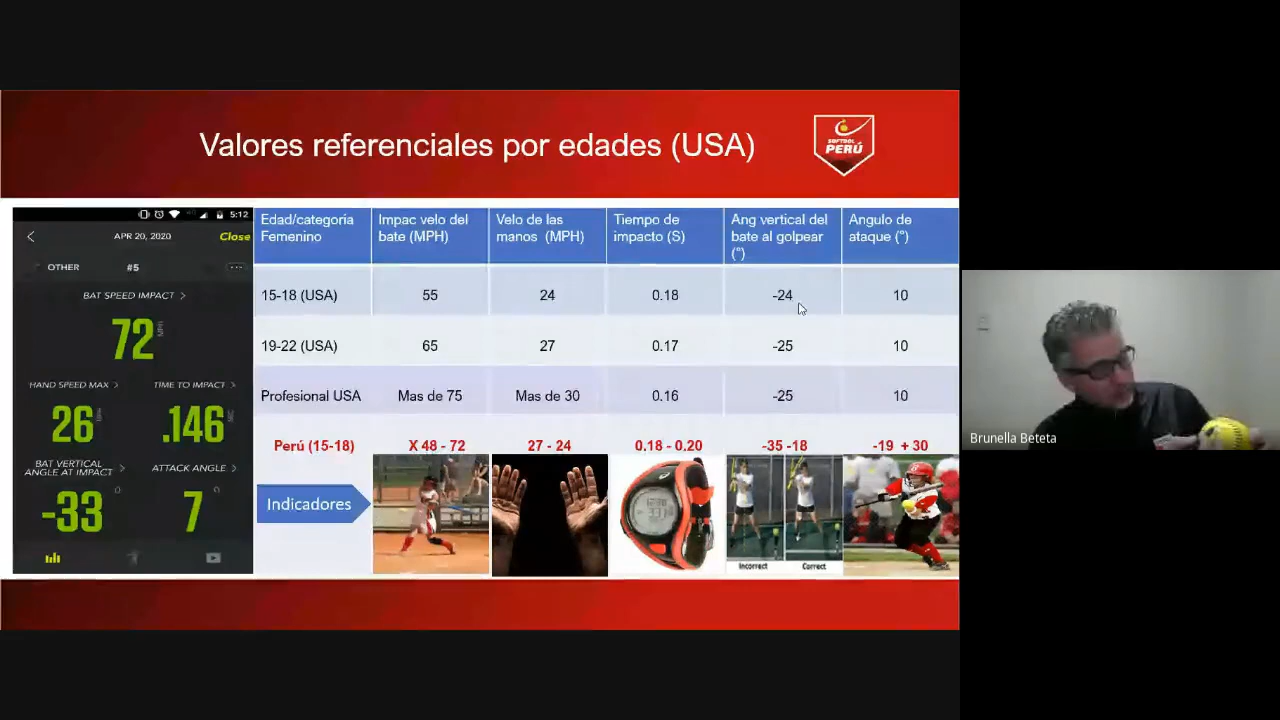 Valores referenciales por edades (USA)
SOFTBOL
PERÚ
5:12
APR 20, 2020
Close
OTHER
#5
BAT SPEED IMPACT >
72 MPH
HAND SPEED MAX >
TIME TO IMPACT >
26 MPH
.146 SEC
BAT VERTICAL
ANGLE AT IMPACT >
ATTACK ANGLE >
-33
7
Edad/categoria
Femenino
Impac velo del
bate (MPH)
Velo de las
manos (MPH)
Tiempo de
impacto (S)
Ang vertical del
bate al golpear
(°)
Angulo de
ataque (°)
15-18 (USA) 55 24 0.18 -24 10
19-22 (USA) 65 27 0.17 -25 10
Profesional USA Mas de 75 Mas de 30 0.16 -25 10
Perú (15-18) X 48 - 72 27 - 24 0.18 - 0.20 -35 -18 -19 + 30
Indicadores
Incorrect
Correct
Brunella Beteta